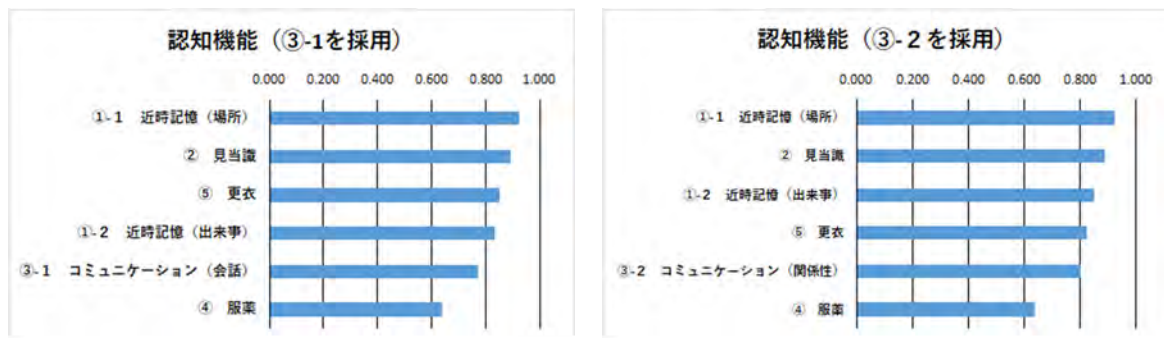 認知機能（③-1を採用）
0.000 0.200 0.400 0.600 0.800 1.000
①-1 近時記憶（場所）
② 見当識
⑤ 更衣
①-2 近時記憶（出来事）
③-1 コミュニケーション（会話）
④ 服薬
認知機能（③-２を採用）
0.000 0.200 0.400 0.600 0.800 1.000
①-1 近時記憶（場所）
② 見当識
①-2 近時記憶（出来事）
⑤ 更衣
③-2 コミュニケーション（関係性）
④ 服薬